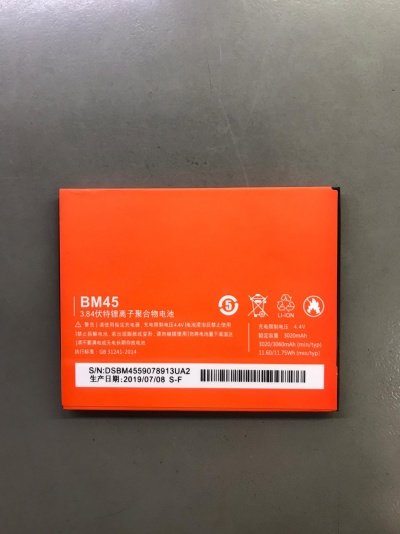 BM45
3.84伏特锂离子聚合物电池
5
LI-ION
充电限制电压 : 4.4V
额定容量 : 3020mAh
3020/3060mAh (min/typ)
11.60/11.75Wh (min/typ)
执行标准: GB 31241-2014
S/N:DSBM4559078913UA2
生产日期:2019/07/08 S-F